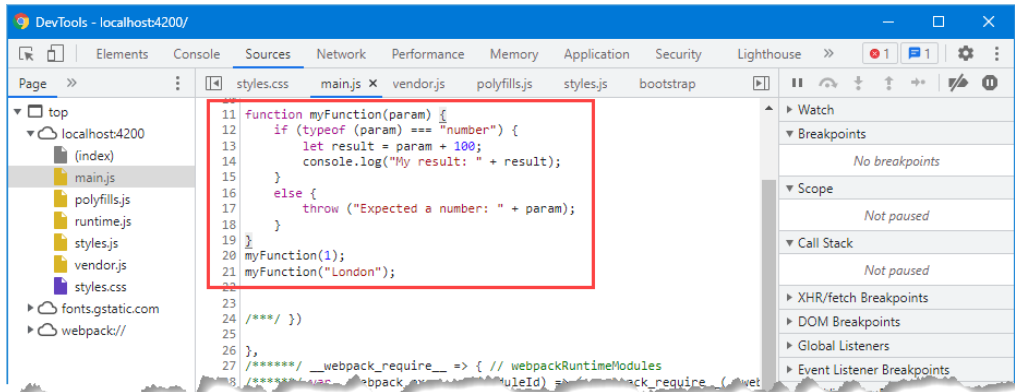 DevTools - localhost:4200/
Elements Console Sources Network Performance Memory Application Security Lighthouse » 1 1
Page » styles.css main.js × vendor.js polyfills.js styles.js bootstrap
top
localhost:4200
(index)
main.js
polyfills.js
runtime.js
styles.js
vendor.js
styles.css
fonts.gstatic.com
webpack://
11 function myFunction(param) {
12 if (typeof (param) === "number") {
13 let result = param + 100;
14 console.log("My result: " + result);
15 }
16 else {
17 throw ("Expected a number: " + param);
18 }
19 }
20 myFunction(1);
21 myFunction("London");
22
23
24 /***/ })
25
26 },
27 /******/ __webpack_require__ => { // webpackRuntimeModules
Watch
Breakpoints
No breakpoints
Scope
Not paused
Call Stack
Not paused
XHR/fetch Breakpoints
DOM Breakpoints
Global Listeners
Event Listener Breakpoints